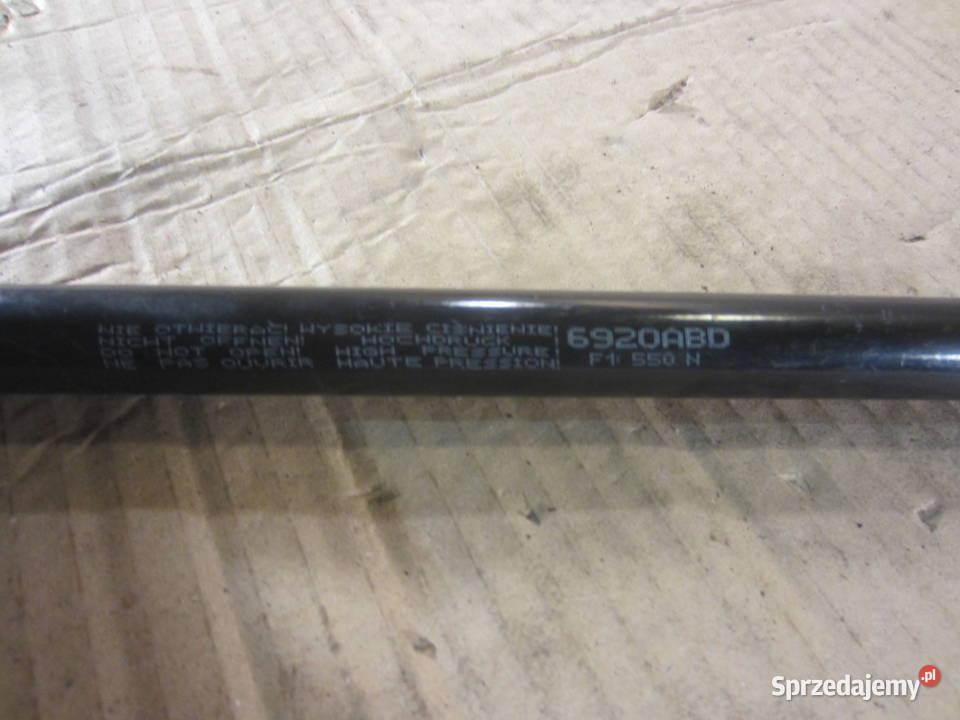 NIE OTWIERAĆ! WYSOKIE CIŚNIENIE!
NICHT OFFNEN! HOCHDRUCK !
DO NOT OPEN! HIGH PRESSURE!
NE PAS OUVRIR HAUTE PRESSION!
6920ABD
F1 550 N
Sprzedajemy.pl